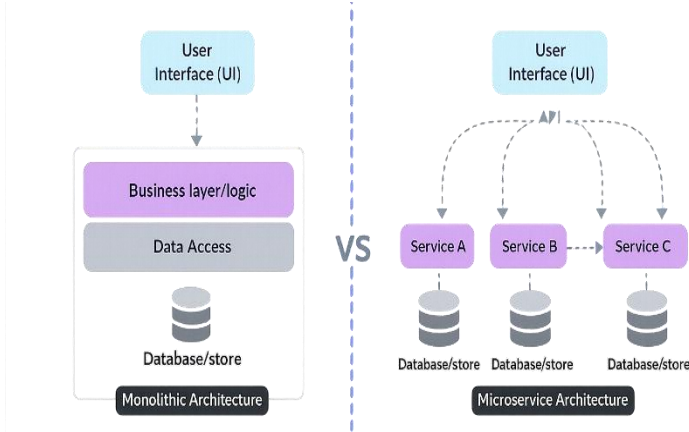 User
Interface (UI)
Business layer/logic
Data Access
Database/store
Monolithic Architecture
VS
User
Interface (UI)
API
Service A
Service B
Service C
Database/store
Database/store
Database/store
Microservice Architecture